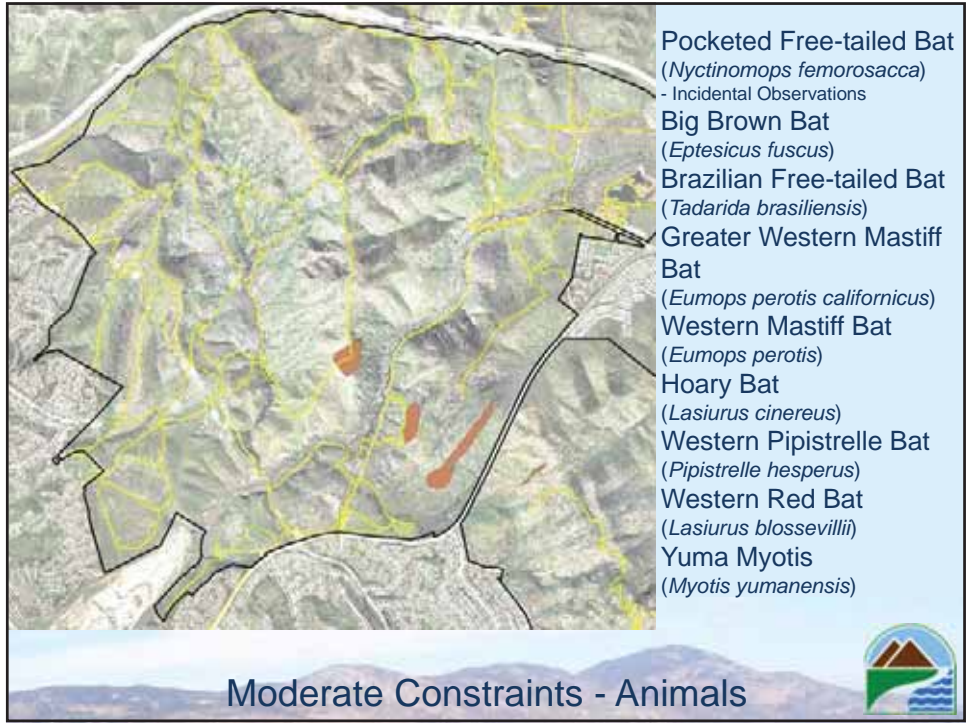 Pocketed Free-tailed Bat
(Nyctinomops femorosacca)
- Incidental Observations
Big Brown Bat
(Eptesicus fuscus)
Brazilian Free-tailed Bat
(Tadarida brasiliensis)
Greater Western Mastiff
Bat
(Eumops perotis californicus)
Western Mastiff Bat
(Eumops perotis)
Hoary Bat
(Lasiurus cinereus)
Western Pipistrelle Bat
(Pipistrelle hesperus)
Western Red Bat
(Lasiurus blossevillii)
Yuma Myotis
(Myotis yumanensis)
Moderate Constraints - Animals